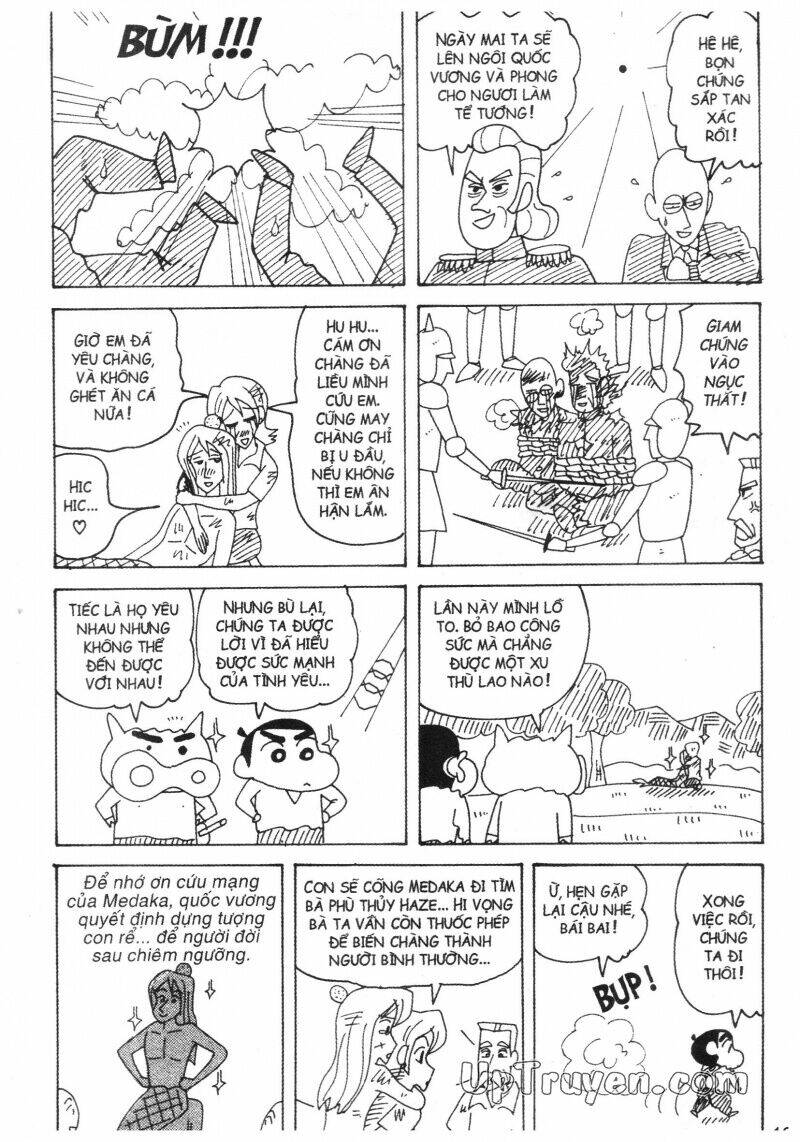 HÊ HÊ,
BỌN
CHÚNG
SẮP TAN
XÁC
RỒI!
NGÀY MAI TA SẼ
LÊN NGÔI QUỐC
VƯƠNG VÀ PHONG
CHO NGƯƠI LÀM
TỂ TƯỚNG!
BÙM!!!
GIAM
CHÚNG
VÀO
NGỤC
THẤT!
HU HU...
CÁM ƠN
CHÀNG ĐÃ
LIỀU MÌNH
CỨU EM.
CŨNG MAY
CHÀNG CHỈ
BỊ U ĐẦU,
NẾU KHÔNG
THÌ EM ÂN
HẬN LẮM.
GIỜ EM ĐÃ
YÊU CHÀNG,
VÀ KHÔNG
GHÉT ĂN CÁ
NỮA!
HIC
HIC...
♡
LẦN NÀY MÌNH LỖ
TO. BỎ BAO CÔNG
SỨC MÀ CHẲNG
ĐƯỢC MỘT XU
THÙ LAO NÀO!
NHƯNG BÙ LẠI,
CHÚNG TA ĐƯỢC
LỜI VÌ ĐÃ HIỂU
ĐƯỢC SỨC MẠNH
CỦA TÌNH YÊU...
TIẾC LÀ HỌ YÊU
NHAU NHƯNG
KHÔNG THỂ
ĐẾN ĐƯỢC
VỚI NHAU!
XONG
VIỆC RỒI,
CHÚNG
TA ĐI
THÔI!
Ừ, HẸN GẶP
LẠI CẬU NHÉ,
BÁI BAI!
BỤP!
CON SẼ CÕNG MEDAKA ĐI TÌM
BÀ PHÙ THỦY HAZE... HI VỌNG
BÀ TA VẪN CÒN THUỐC PHÉP
ĐỂ BIẾN CHÀNG THÀNH
NGƯỜI BÌNH THƯỜNG...
Để nhớ ơn cứu mạng
của Medaka, quốc vương
quyết định dựng tượng
con rể... để người đời
sau chiêm ngưỡng.
UpTruyen.com